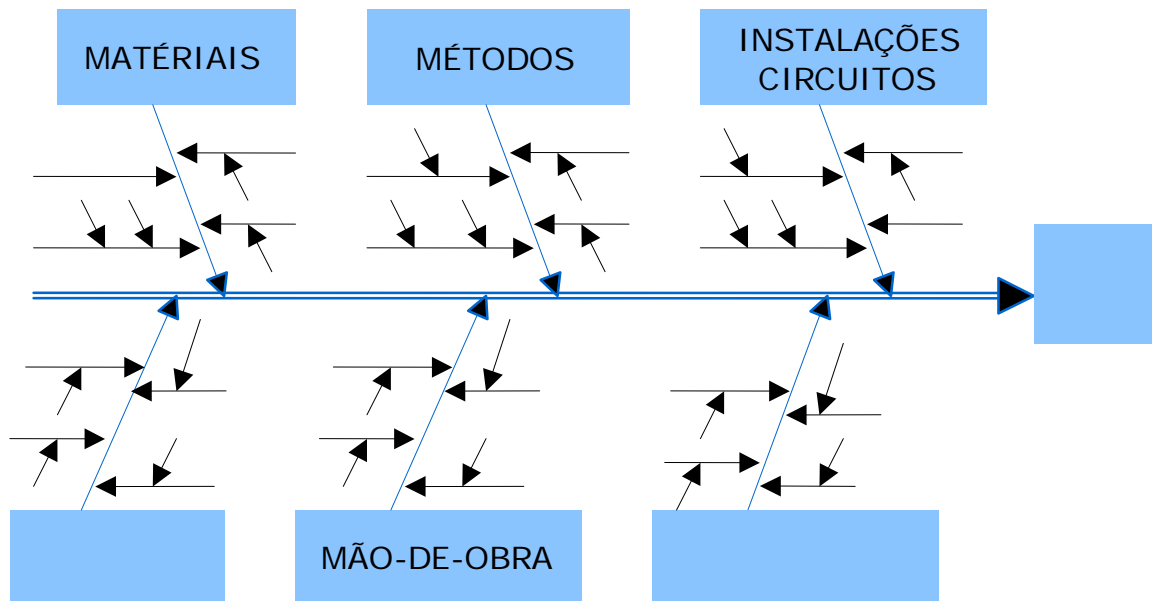 MATÉRIAIS
MÉTODOS
INSTALAÇÕES
CIRCUITOS
MÃO-DE-OBRA